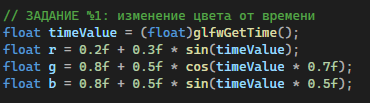 // ЗАДАНИЕ №1: изменение цвета от времени
float timeValue = (float)glfwGetTime();
float r = 0.2f + 0.3f * sin(timeValue);
float g = 0.8f + 0.5f * cos(timeValue * 0.7f);
float b = 0.8f + 0.5f * sin(timeValue * 0.5f);